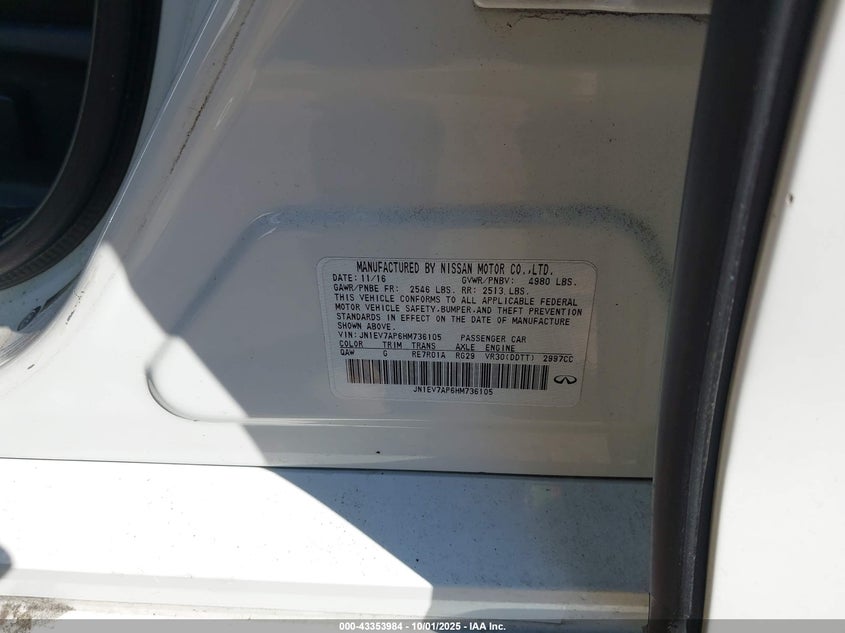 MANUFACTURED BY NISSAN MOTOR CO.,LTD.
DATE: 11/16 GVWR/PNBV: 4980 LBS.
GAWR/PNBE FR: 2546 LBS. RR: 2513 LBS.
THIS VEHICLE CONFORMS TO ALL APPLICABLE FEDERAL
MOTOR VEHICLE SAFETY,BUMPER,AND THEFT PREVENTION
STANDARDS IN EFFECT ON THE DATE OF MANUFACTURE
SHOWN ABOVE.
VIN: JN1EV7AP6HM736105 PASSENGER CAR
COLOR TRIM TRANS AXLE ENGINE
QAW G RE7R01A RG29 VR30(DDTT) 2997CC
JN1EV7AP6HM736105
000-43353984 - 10/01/2025 - IAA Inc.